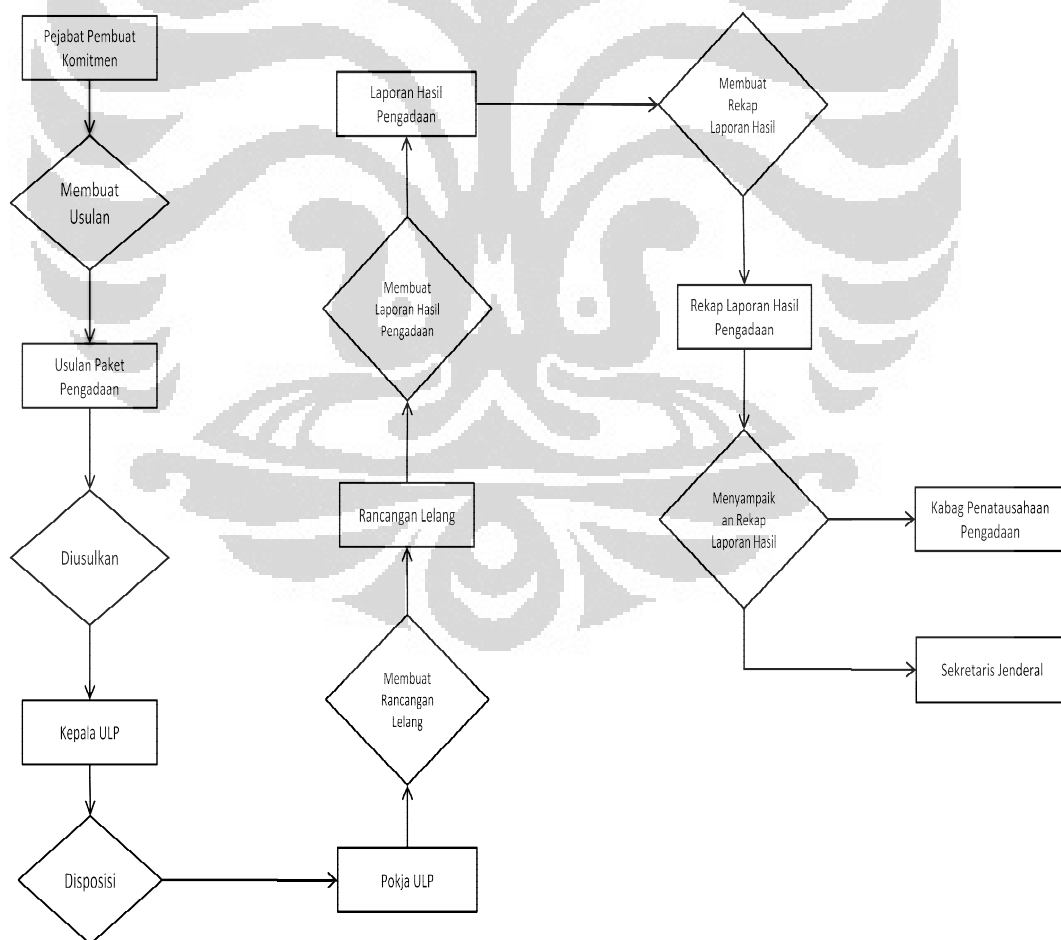 Pejabat Pembuat
Komitmen
Membuat
Usulan
Usulan Paket
Pengadaan
Diusulkan
Kepala ULP
Disposisi
Pokja ULP
Membuat
Rancangan
Lelang
Rancangan Lelang
Membuat
Laporan Hasil
Pengadaan
Laporan Hasil
Pengadaan
Membuat
Rekap
Laporan Hasil
Rekap Laporan Hasil
Pengadaan
Menyampaik
an Rekap
Laporan Hasil
Kabag Penatausahaan
Pengadaan
Sekretaris Jenderal